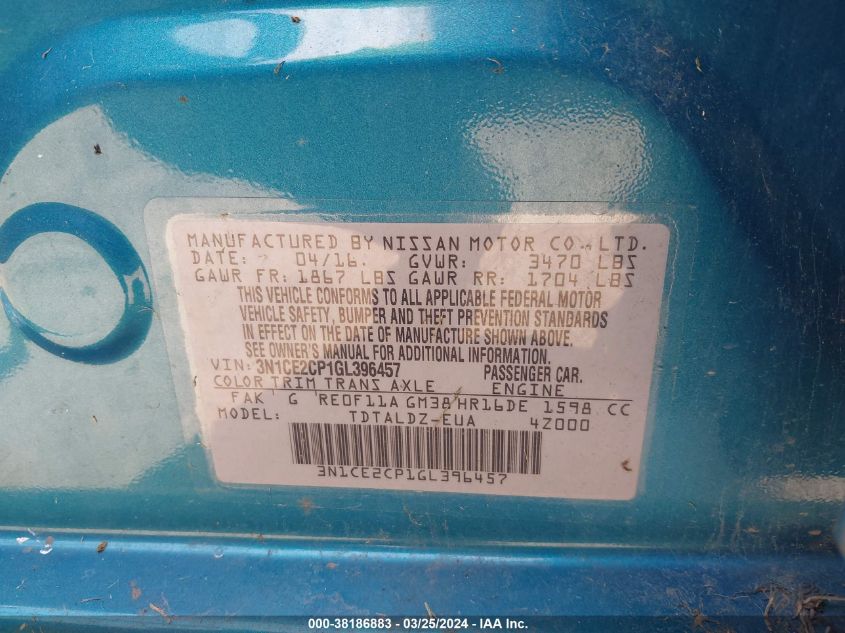 MANUFACTURED BY NISSAN MOTOR CO., LTD.
DATE: 04/16. GVWR: 3470 LBS
GAWR FR: 1867 LBS GAWR RR: 1704 LBS
THIS VEHICLE CONFORMS TO ALL APPLICABLE FEDERAL MOTOR
VEHICLE SAFETY, BUMPER AND THEFT PREVENTION STANDARDS
IN EFFECT ON THE DATE OF MANUFACTURE SHOWN ABOVE.
SEE OWNER'S MANUAL FOR ADDITIONAL INFORMATION.
VIN: 3N1CE2CP1GL396457 PASSENGER CAR.
COLOR TRIM TRANS AXLE ENGINE
FAK G RE0F11A GM38 HR16DE 1598 CC
MODEL: TDTALDZ-EUA 4Z000
3N1CE2CP1GL396457
000-38186883 - 03/25/2024 - IAA Inc.